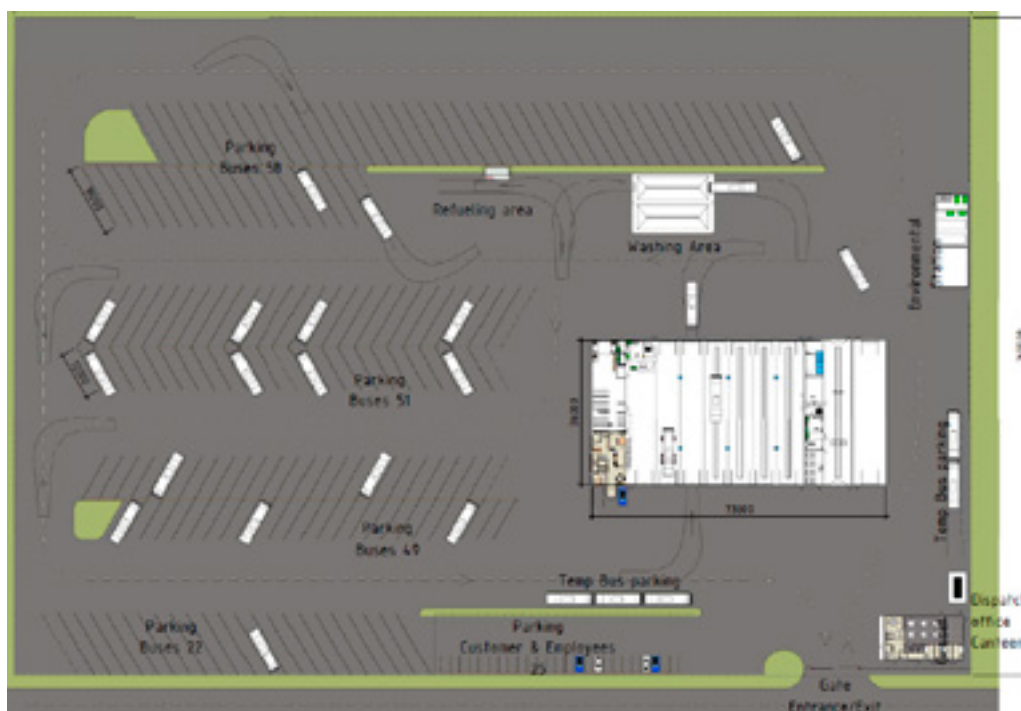 Parking
Buses 58
Refueling area
Washing Area
Environmental
Parking
Buses 51
Temp Bus parking
Parking
Buses 49
Temp Bus parking
Parking
Buses 22
Parking
Customer & Employees
25
Dispatch
office
Canteen
Gate
Entrance/Exit